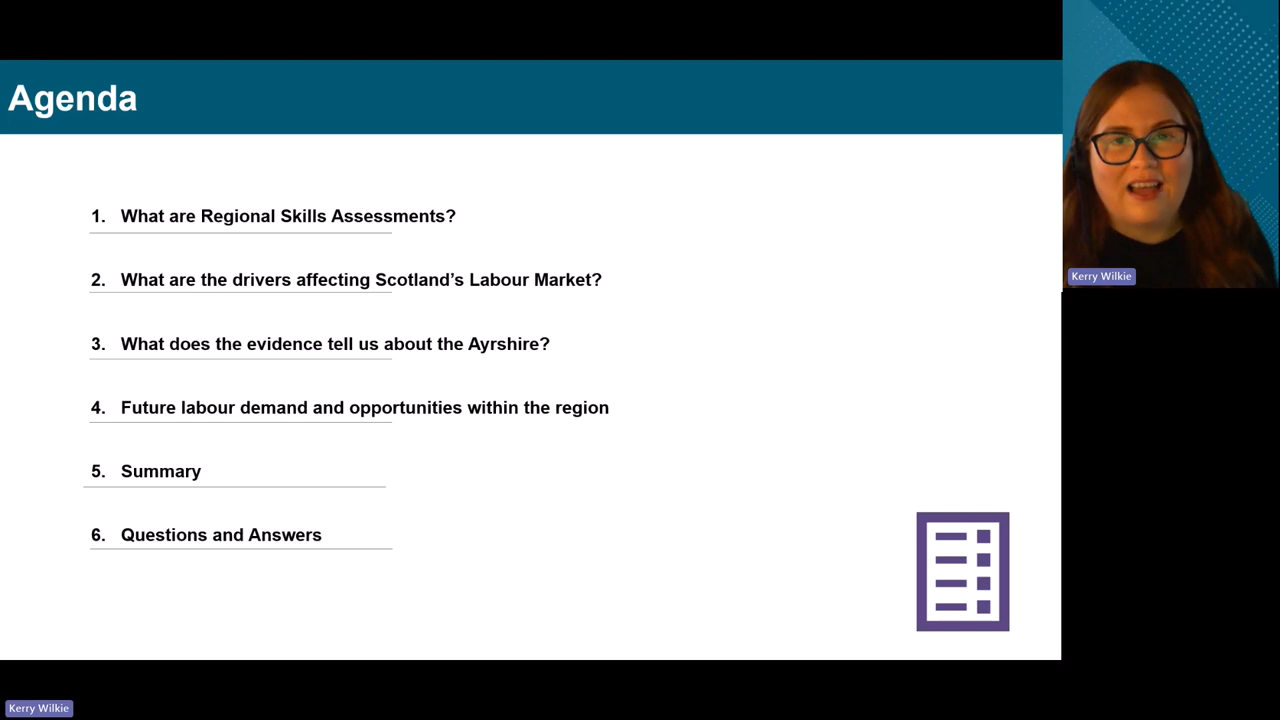 Agenda
1. What are Regional Skills Assessments?
2. What are the drivers affecting Scotland’s Labour Market?
3. What does the evidence tell us about the Ayrshire?
4. Future labour demand and opportunities within the region
5. Summary
6. Questions and Answers
Kerry Wilkie
Kerry Wilkie